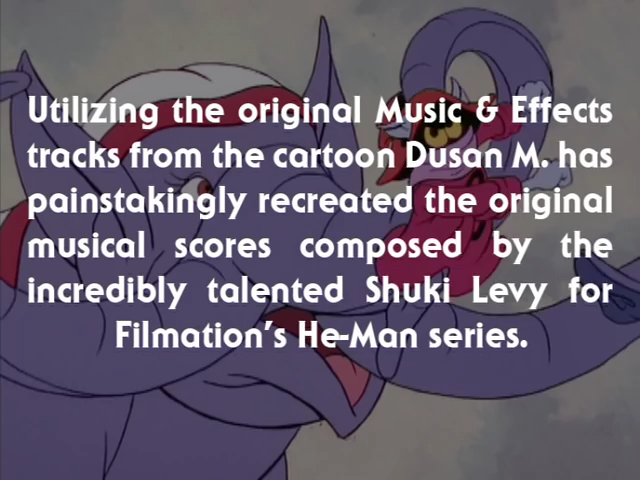 Utilizing the original Music & Effects
tracks from the cartoon Dusan M. has
painstakingly recreated the original
musical scores composed by the
incredibly talented Shuki Levy for
Filmation's He-Man series.